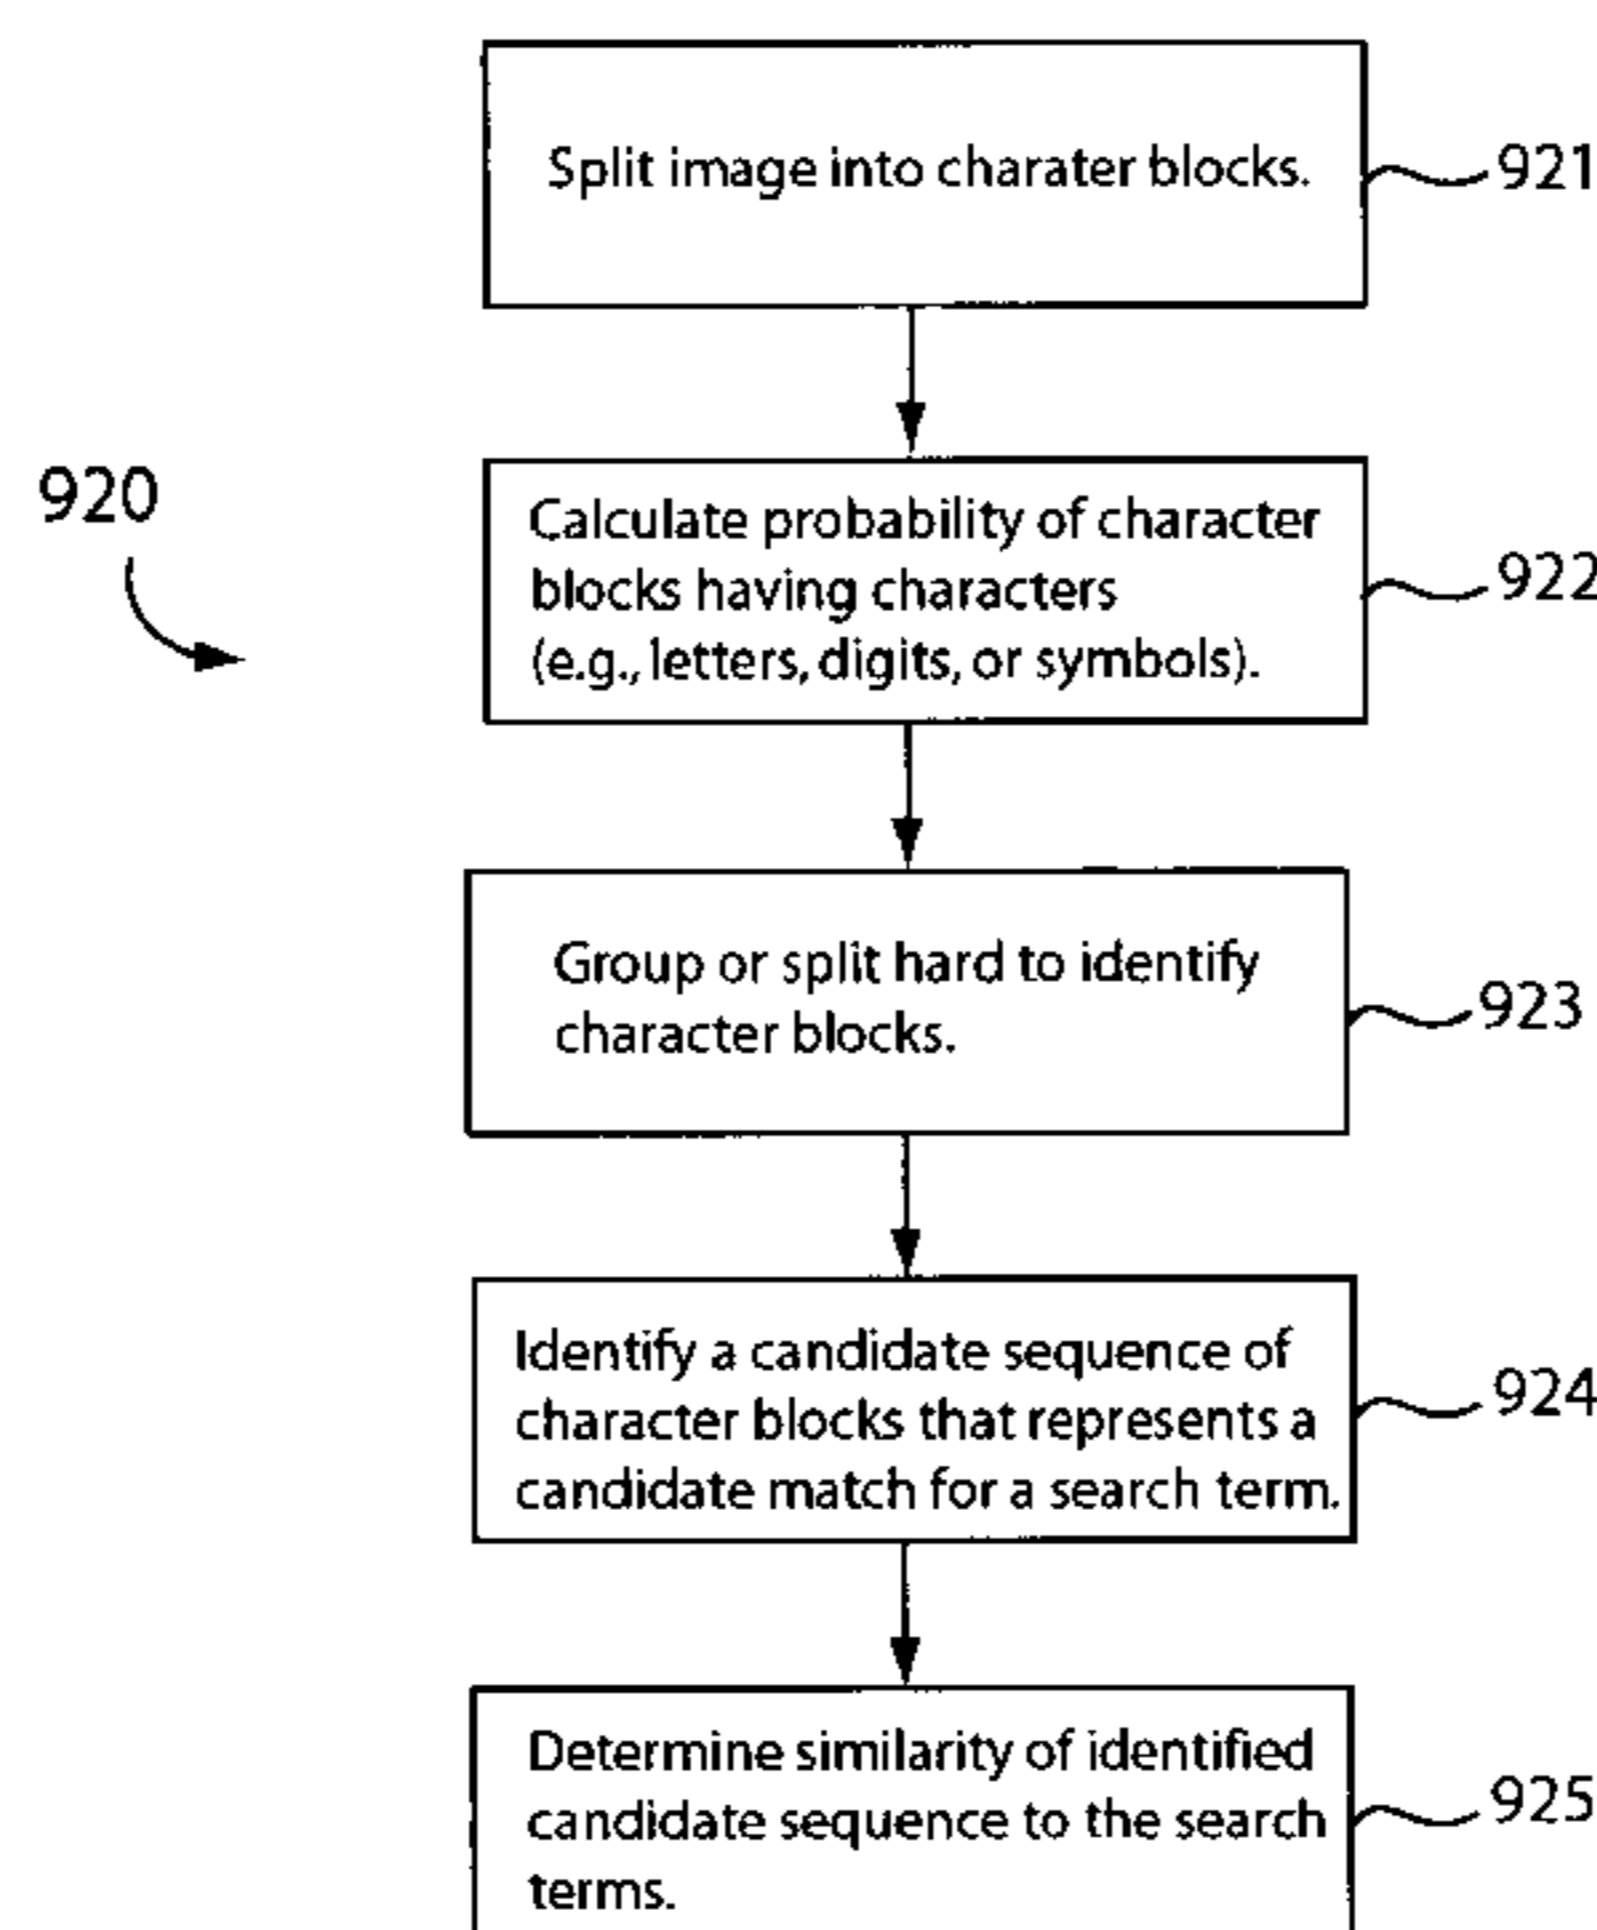 Split image into charater blocks.
921
920
Calculate probability of character
blocks having characters
(e.g., letters, digits, or symbols).
922
Group or split hard to identify
character blocks.
923
Identify a candidate sequence of
character blocks that represents a
candidate match for a search term.
924
Determine similarity of identified
candidate sequence to the search
terms.
925